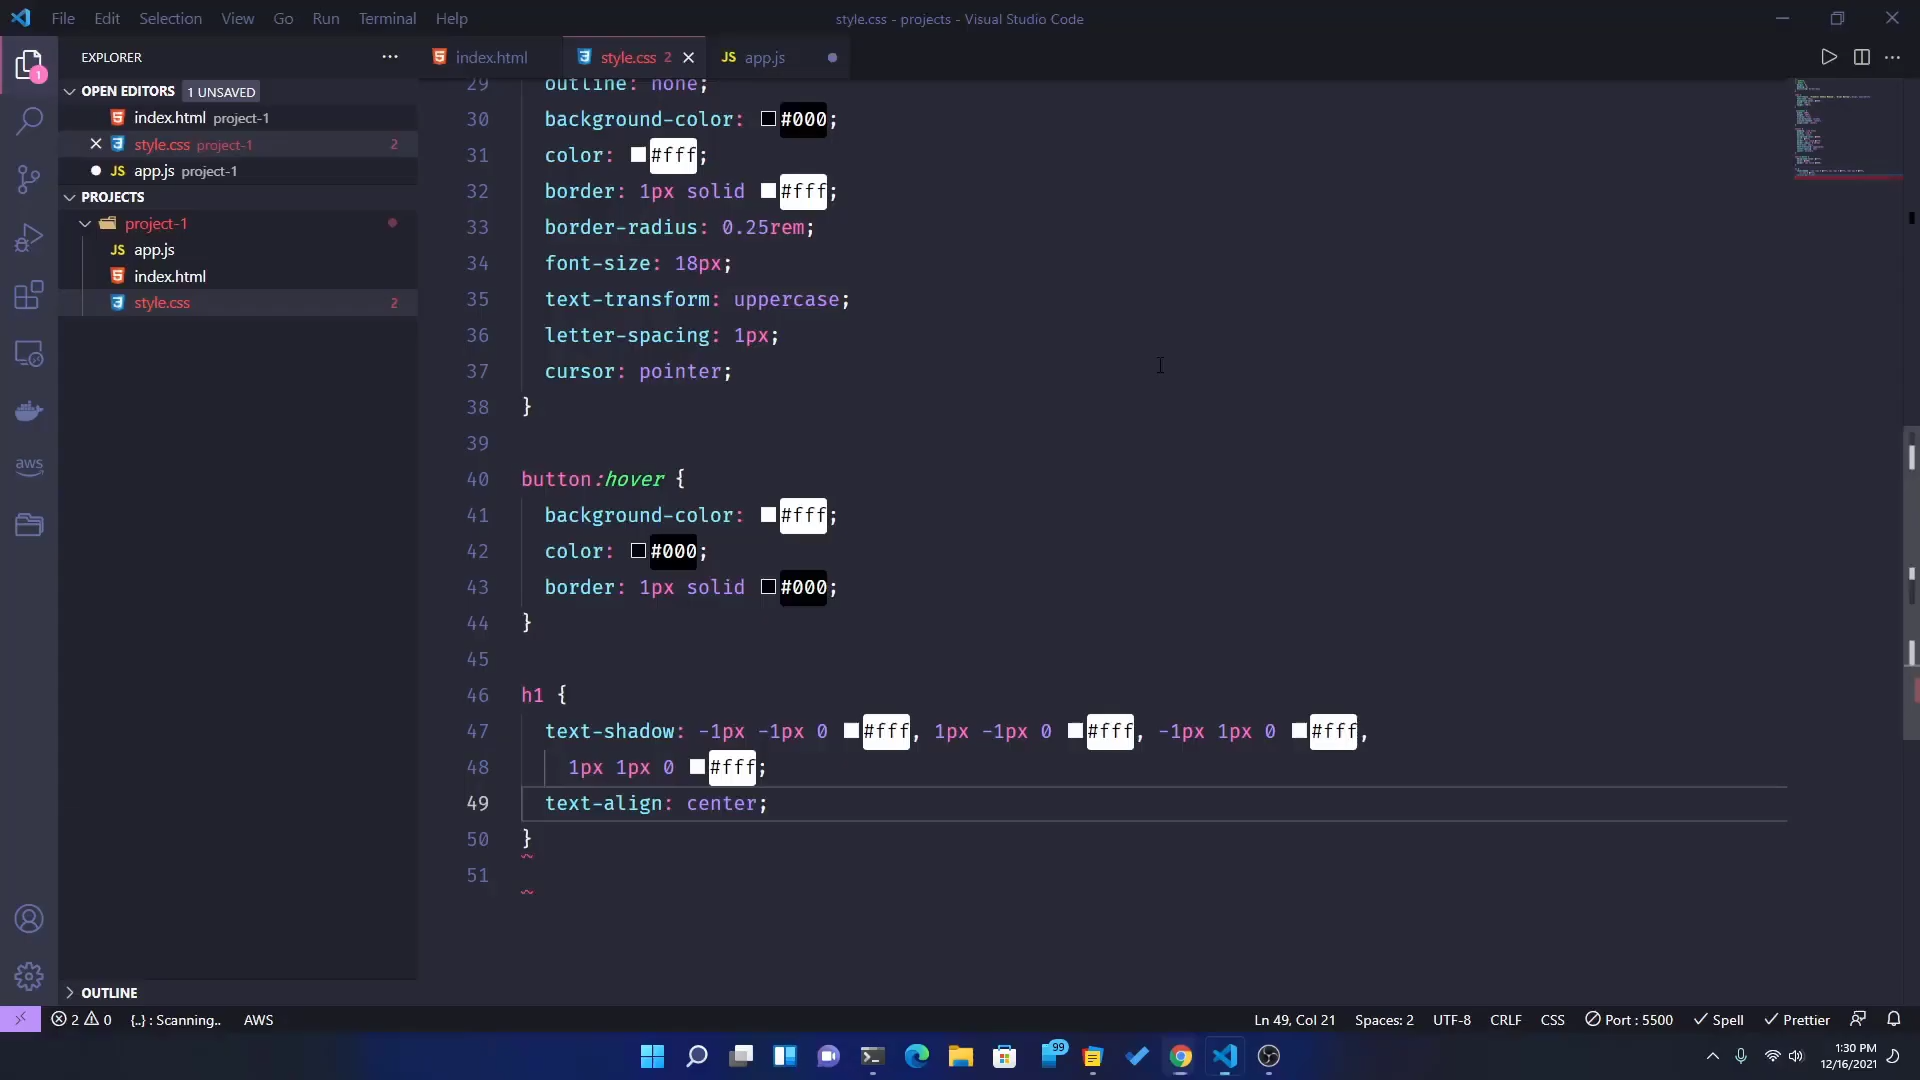 File Edit Selection View Go Run Terminal Help
style.css - projects - Visual Studio Code
EXPLORER
OPEN EDITORS 1 UNSAVED
index.html project-1
style.css project-1 2
app.js project-1
PROJECTS
project-1
app.js
index.html
style.css 2
OUTLINE
index.html style.css 2 app.js
29 outline: none;
30 background-color: #000;
31 color: #fff;
32 border: 1px solid #fff;
33 border-radius: 0.25rem;
34 font-size: 18px;
35 text-transform: uppercase;
36 letter-spacing: 1px;
37 cursor: pointer;
38 }
39
40 button:hover {
41 background-color: #fff;
42 color: #000;
43 border: 1px solid #000;
44 }
45
46 h1 {
47 text-shadow: -1px -1px 0 #fff, 1px -1px 0 #fff, -1px 1px 0 #fff,
48 1px 1px 0 #fff;
49 text-align: center;
50 }
51
1
aws
2 0 {..} : Scanning.. AWS
Ln 49, Col 21 Spaces: 2 UTF-8 CRLF CSS Port : 5500 Spell Prettier
99
1:30 PM
12/16/2021